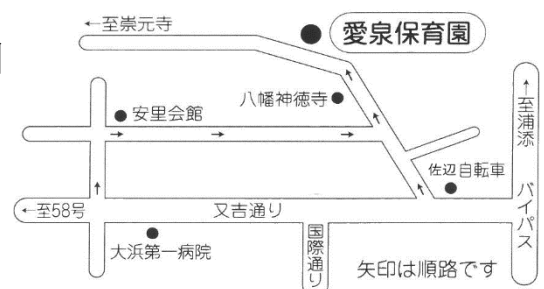 ←至崇元寺
愛泉保育園
八幡神徳寺
安里会館
←至浦添
バイパス
佐辺自転車
←至58号
又吉通り
大浜第一病院
国際通り
矢印は順路です